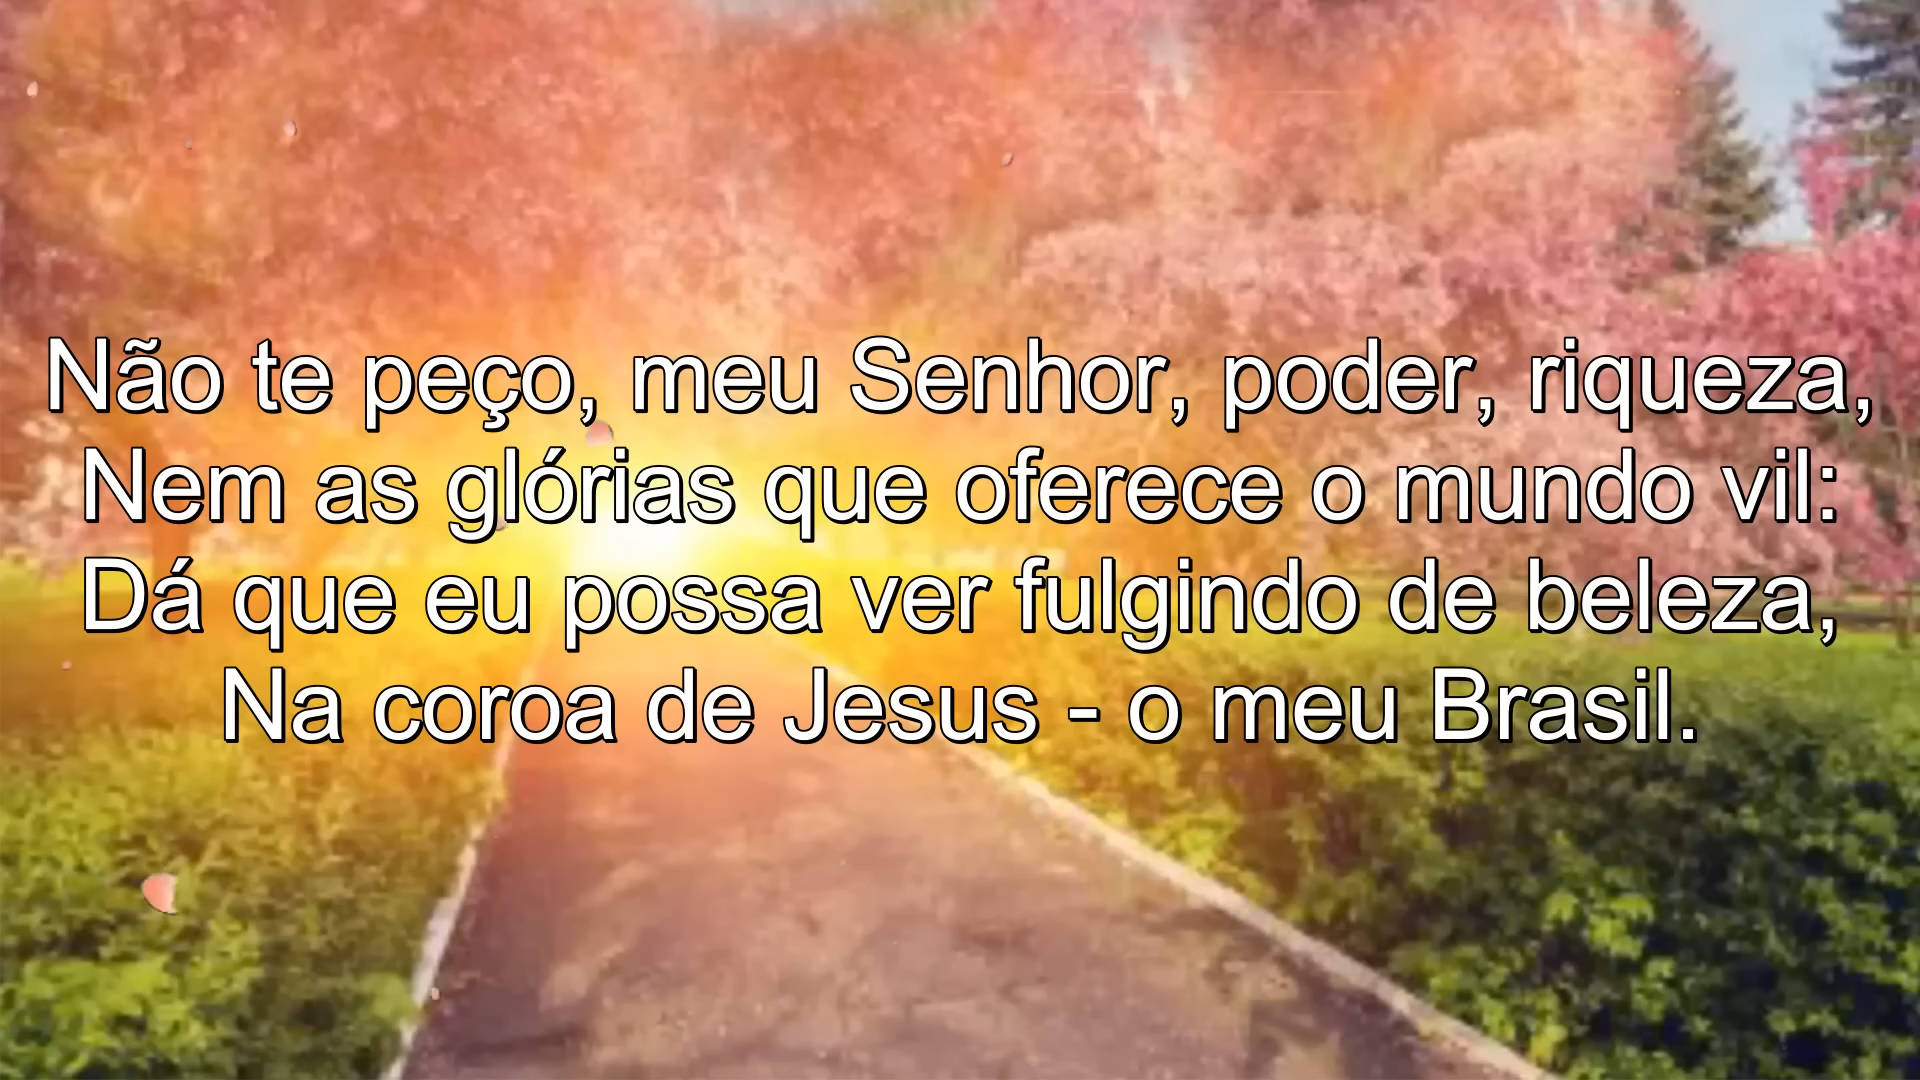 Não te peço, meu Senhor, poder, riqueza,
Nem as glórias que oferece o mundo vil:
Dá que eu possa ver fulgindo de beleza,
Na coroa de Jesus - o meu Brasil.